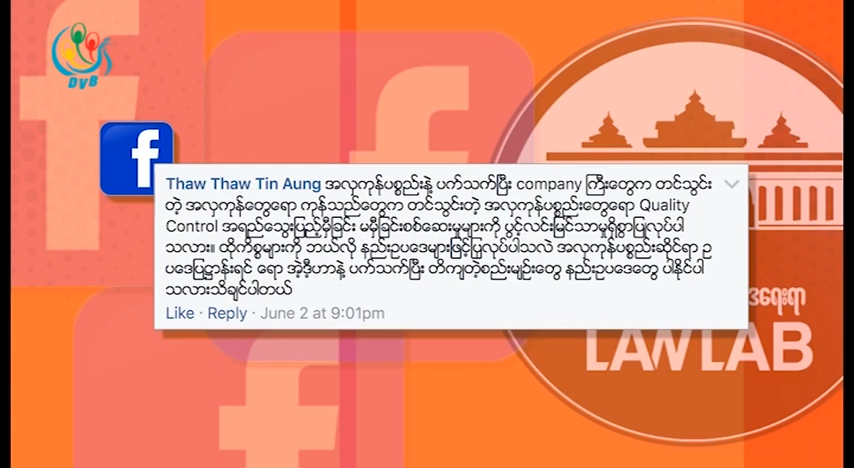 DVB
f
Thaw Thaw Tin Aung အလှကုန်ပစ္စည်းနဲ့ ပက်သက်ပြီး company ကြီးတွေက တင်သွင်း
တဲ့ အလှကုန်တွေရော ကုန်သည်တွေက တင်သွင်းတဲ့ အလှကုန်ပစ္စည်းတွေရော Quality
Control အရည်သွေးပြည့်မှီခြင်း မမှီခြင်းစစ်ဆေးမှုများကို ပွင့်လင်းမြင်သာမှုရှိစွာပြုလုပ်ပါ
သလား။ ထိုကိစ္စများကို ဘယ်လို နည်းဥပဒေများဖြင့်ပြုလုပ်ပါသလဲ အလှကုန်ပစ္စည်းဆိုင်ရာ ဥ
ပဒေပြဋ္ဌာန်းရင် ရော အဲ့ဒီ့ဟာနဲ့ ပက်သက်ပြီး တိကျတဲ့စည်းမျဉ်းတွေ နည်းဥပဒေတွေ ပါနိုင်ပါ
သလားသိချင်ပါတယ်
Like · Reply · June 2 at 9:01pm
ဒရေးရာ
LAW LAB